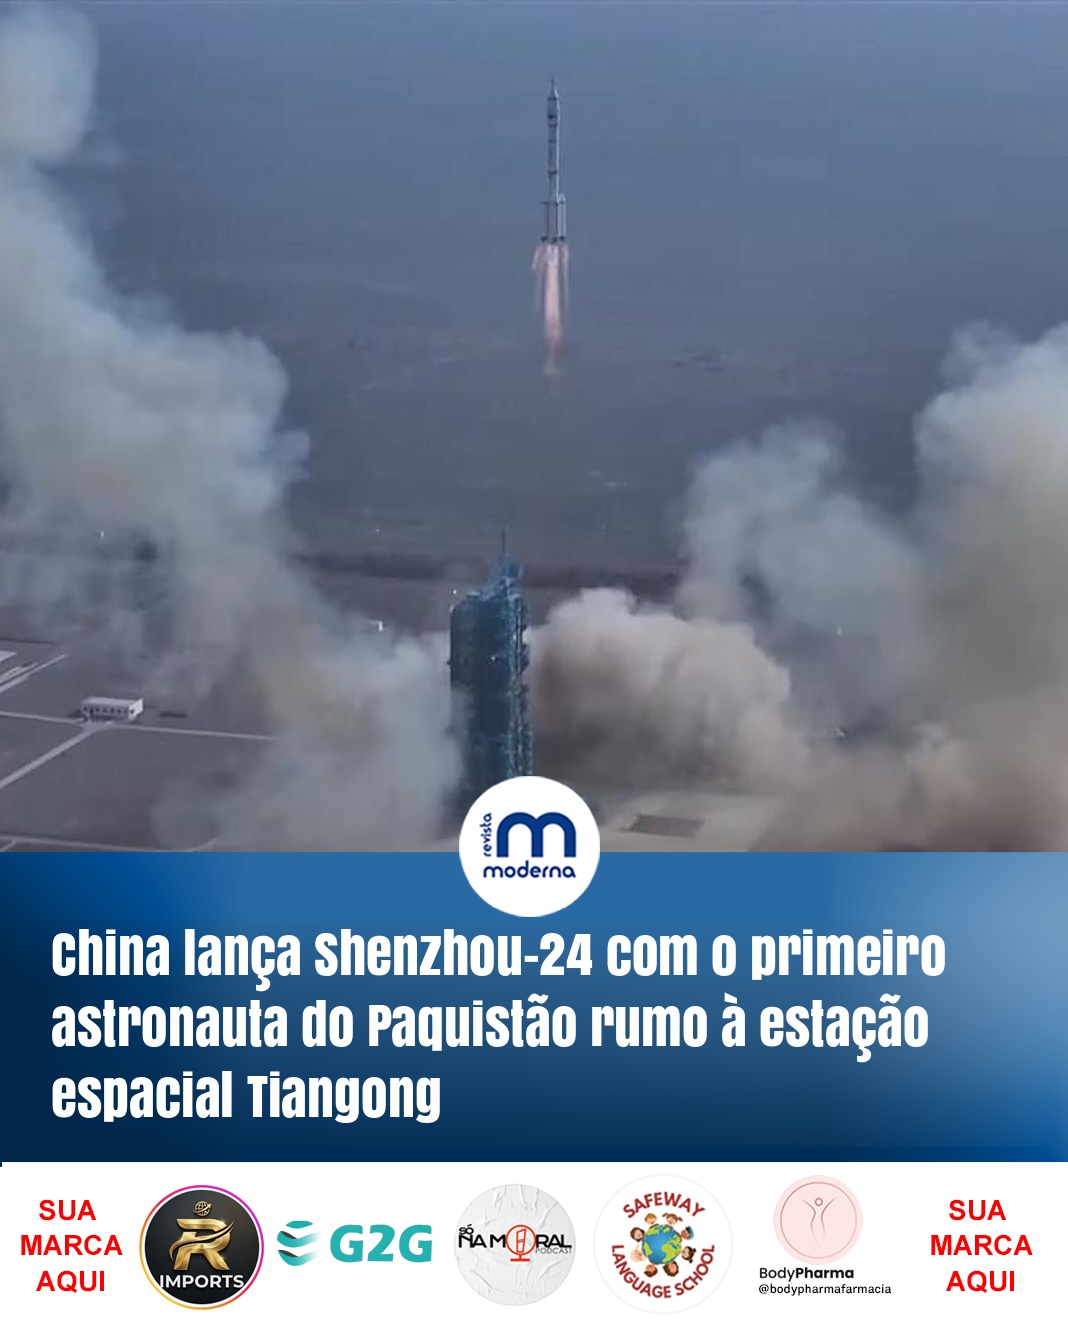 revista
m
moderna
China lança Shenzhou-24 com o primeiro
astronauta do Paquistão rumo à estação
espacial Tiangong
SUA
MARCA
AQUI
R
IMPORTS
G2G
SÓ
NA MORAL
PODCAST
SAFEWAY
LANGUAGE SCHOOL
BodyPharma
@bodypharmafarmacia
SUA
MARCA
AQUI